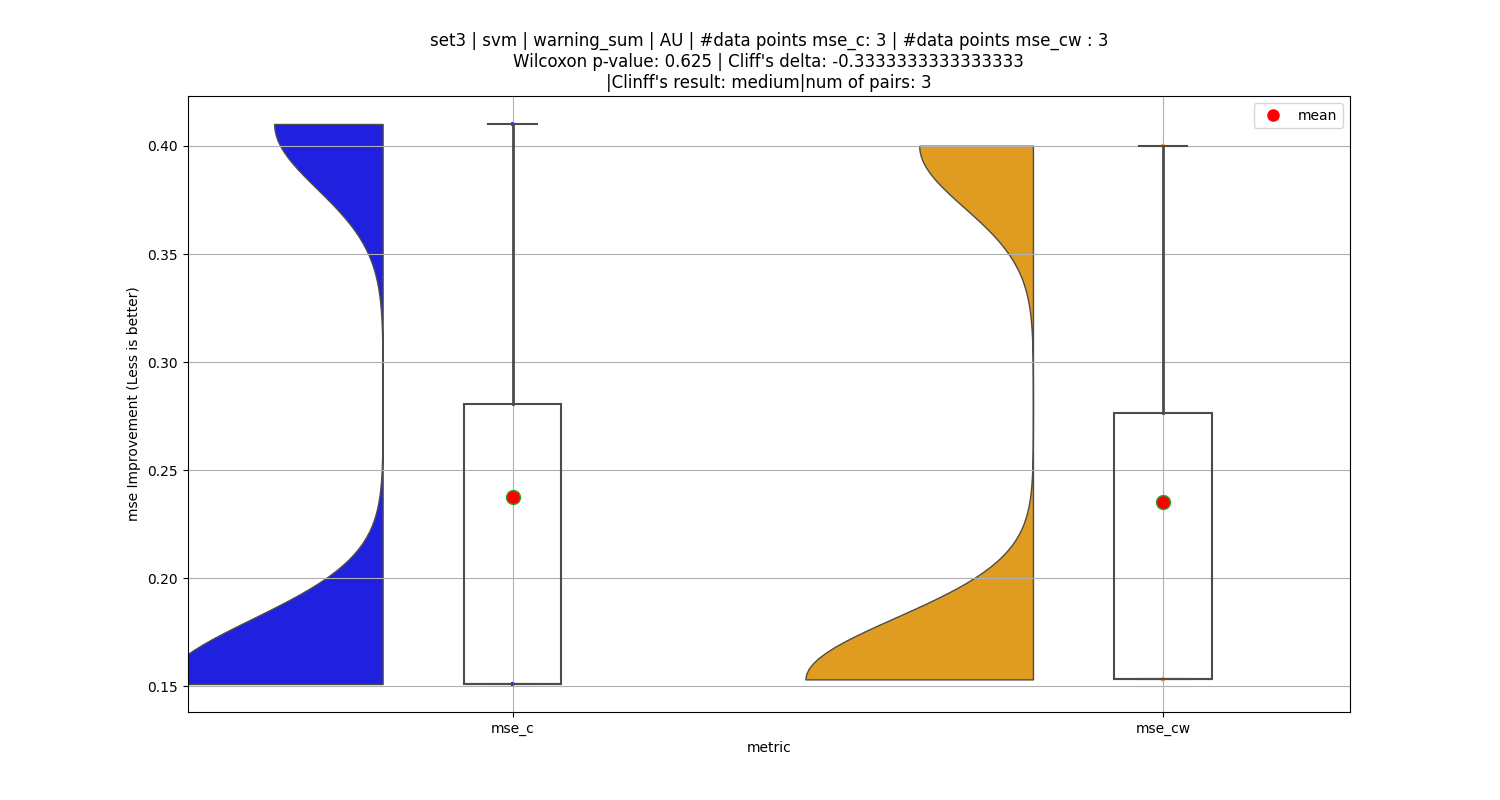 set3 | svm | warning_sum | AU | #data points mse_c: 3 | #data points mse_cw : 3
Wilcoxon p-value: 0.625 | Cliff's delta: -0.3333333333333333
|Clinff's result: medium|num of pairs: 3
mean
0.40
0.35
0.30
0.25
0.20
0.15
mse Improvement (Less is better)
mse_c
mse_cw
metric